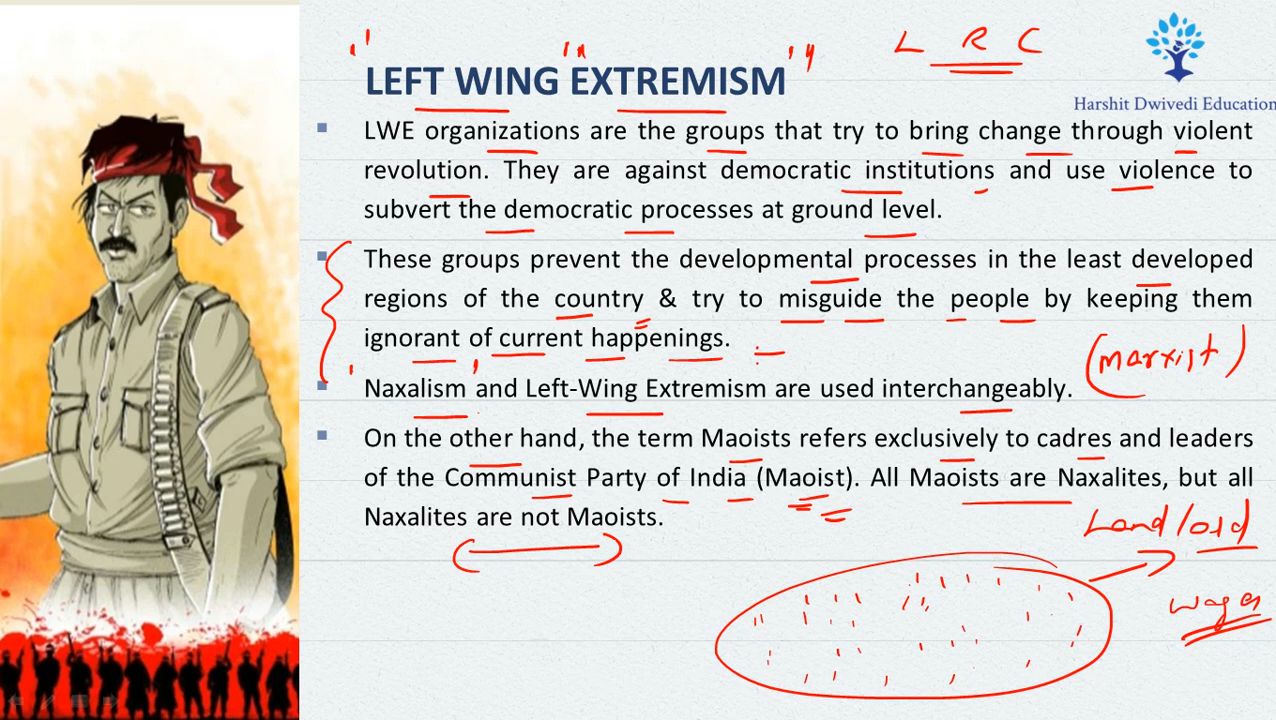 L R C
LEFT WING EXTREMISM
Harshit Dwivedi Education
▪ LWE organizations are the groups that try to bring change through violent
revolution. They are against democratic institutions and use violence to
subvert the democratic processes at ground level.
▪ These groups prevent the developmental processes in the least developed
regions of the country & try to misguide the people by keeping them
ignorant of current happenings.
(marxist)
▪ Naxalism and Left-Wing Extremism are used interchangeably.
▪ On the other hand, the term Maoists refers exclusively to cadres and leaders
of the Communist Party of India (Maoist). All Maoists are Naxalites, but all
Naxalites are not Maoists.
Landlord
wages